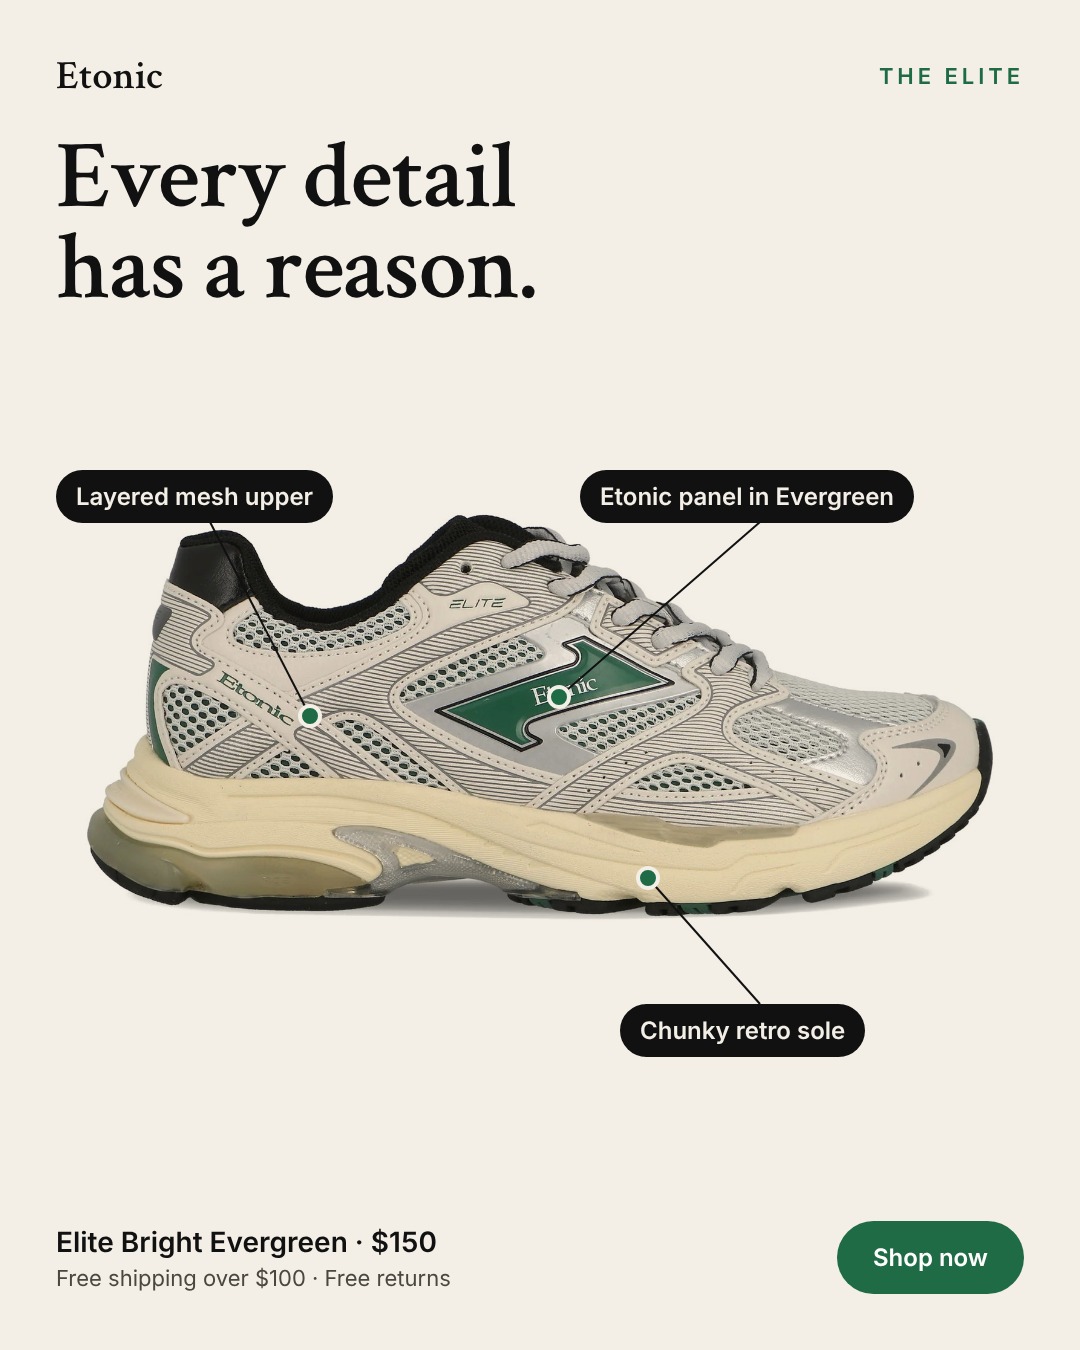 Etonic
THE ELITE
Every detail
has a reason.
Layered mesh upper
Etonic panel in Evergreen
ELITE
Etonic
Chunky retro sole
Elite Bright Evergreen · $150
Free shipping over $100 · Free returns
Shop now